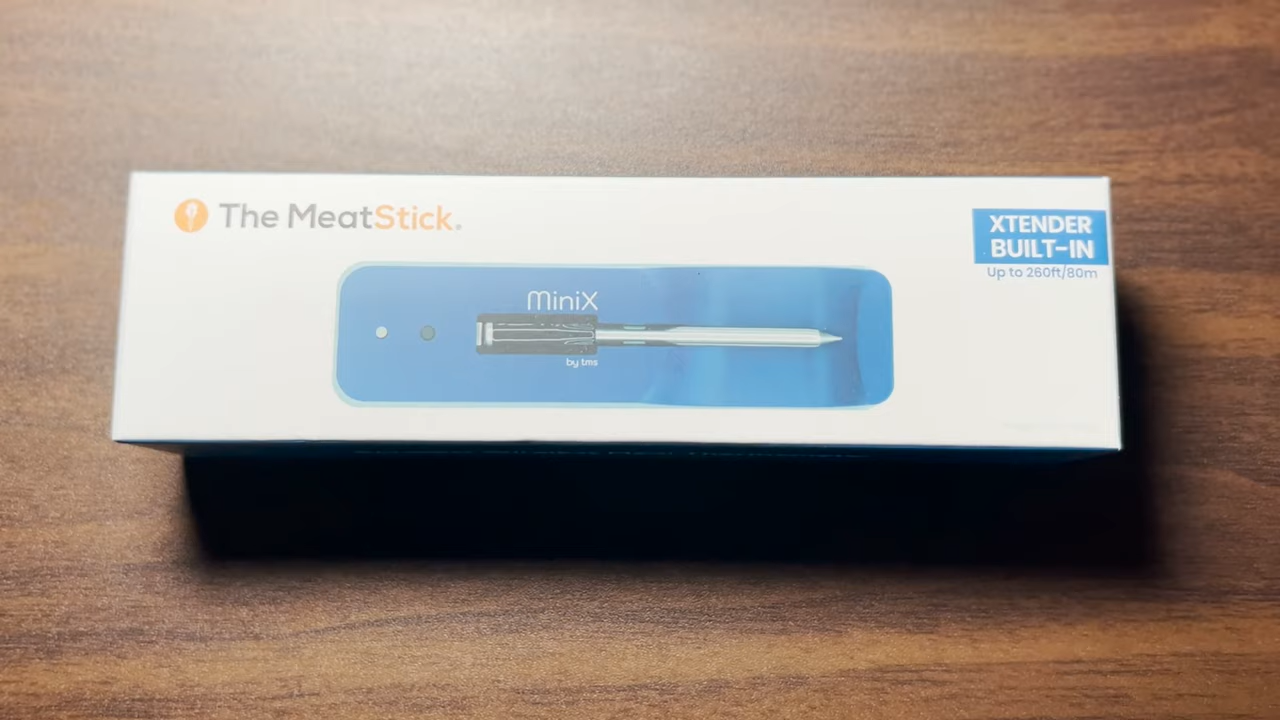 The MeatStick®
XTENDER
BUILT-IN
Up to 260ft/80m
MiniX
by tms